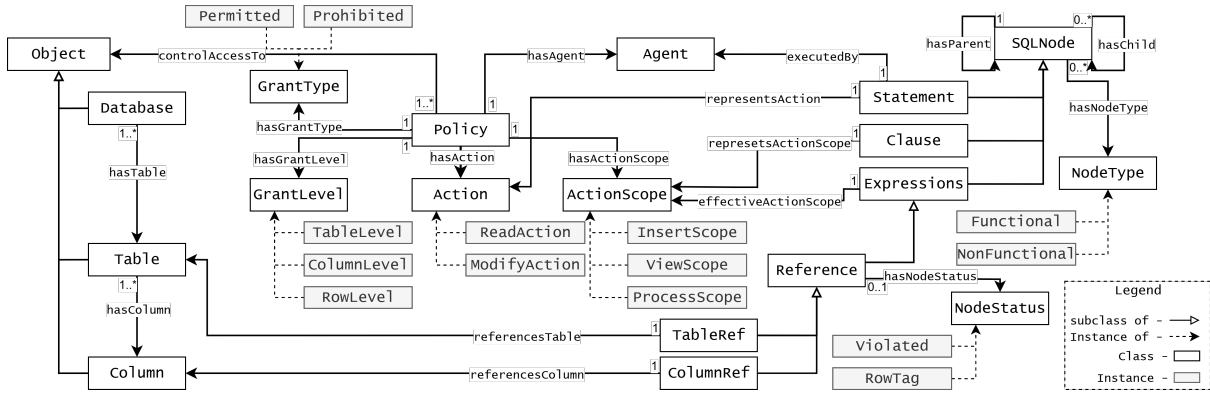 Permitted
Prohibited
1
0..*
Object
controlAccessTo
hasAgent
Agent
executedBy
hasParent
SQLNode
hasChild
0..*
GrantType
1
Database
1..*
1
representsAction
1
Statement
hasNodeType
1..*
hasGrantType
1
Policy
1
represetsActionScope
1
Clause
hasGrantLevel
1
hasAction
hasActionScope
hasTable
GrantLevel
Action
ActionScope
effectiveActionScope
1
Expressions
NodeType
TableLevel
ReadAction
InsertScope
Functional
Table
ColumnLevel
ModifyAction
ViewScope
Reference
NonFunctional
1..*
hasNodeStatus
0..1
RowLevel
ProcessScope
Legend
hasColumn
NodeStatus
subclass of -
referencesTable
1
TableRef
Instance of -
Violated
Class -
Column
referencesColumn
1
ColumnRef
RowTag
Instance -